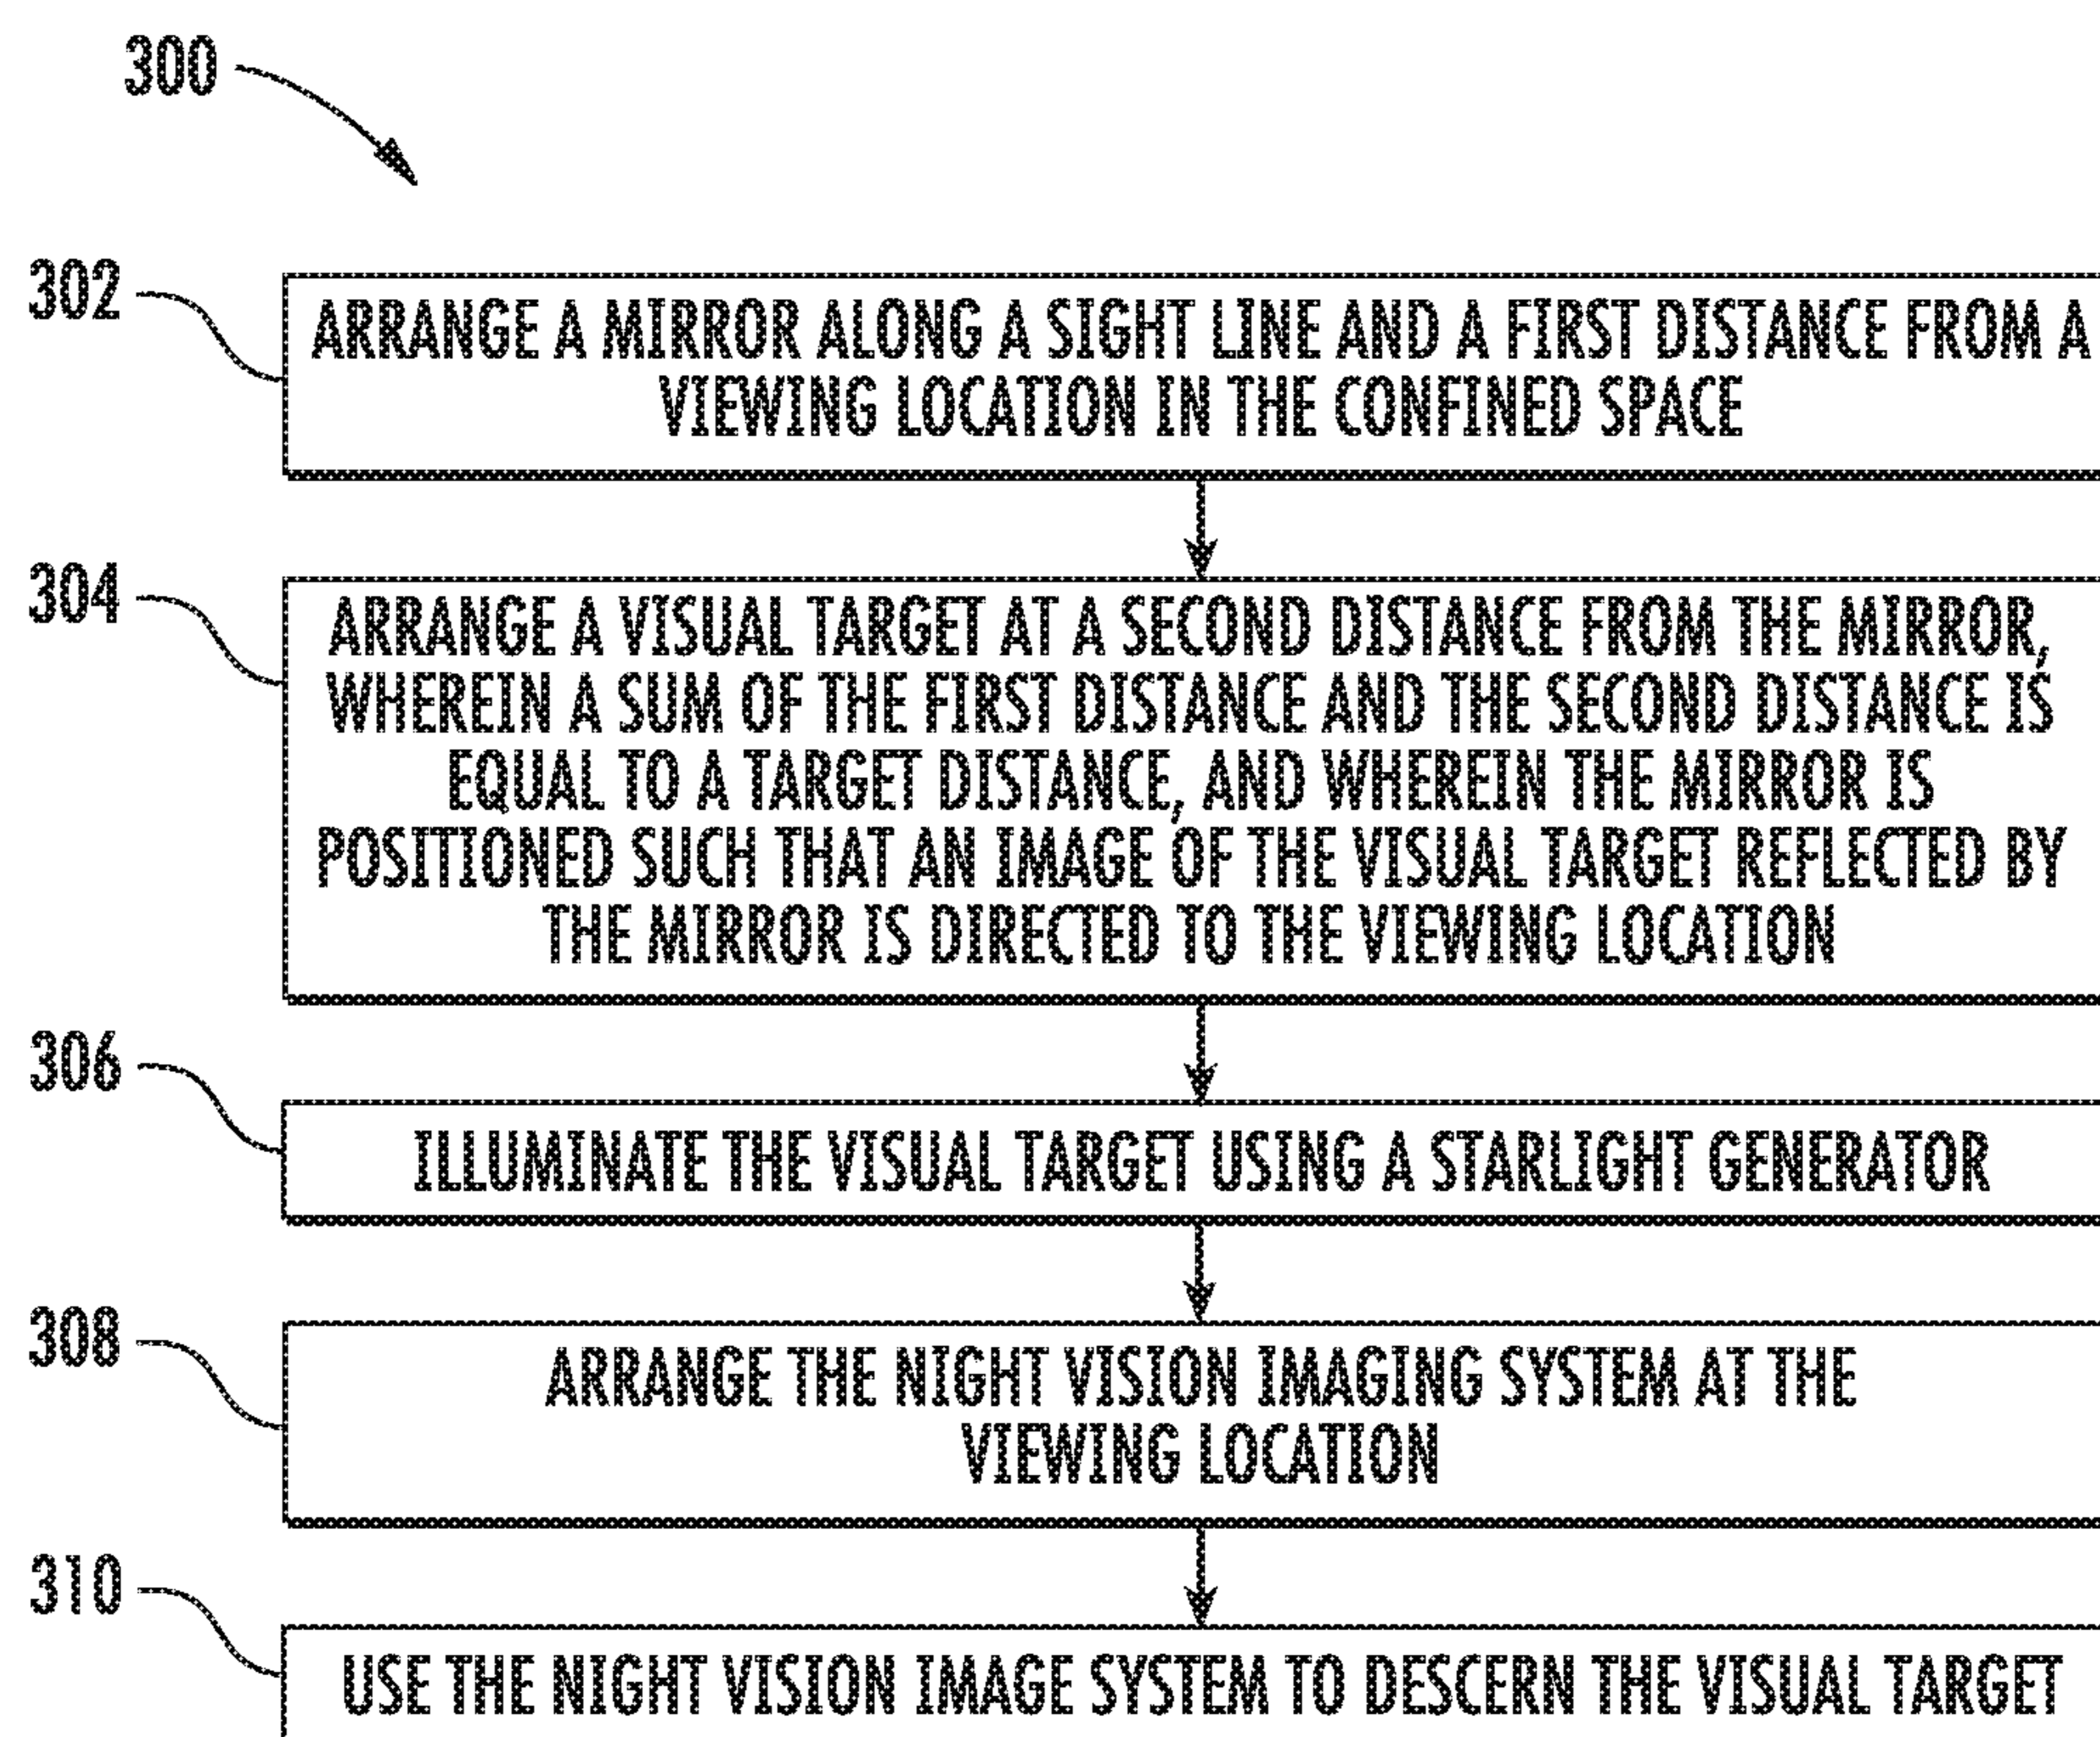 300
302
ARRANGE A MIRROR ALONG A SIGHT LINE AND A FIRST DISTANCE FROM A
VIEWING LOCATION IN THE CONFINED SPACE
304
ARRANGE A VISUAL TARGET AT A SECOND DISTANCE FROM THE MIRROR,
WHEREIN A SUM OF THE FIRST DISTANCE AND THE SECOND DISTANCE IS
EQUAL TO A TARGET DISTANCE, AND WHEREIN THE MIRROR IS
POSITIONED SUCH THAT AN IMAGE OF THE VISUAL TARGET REFLECTED BY
THE MIRROR IS DIRECTED TO THE VIEWING LOCATION
306
ILLUMINATE THE VISUAL TARGET USING A STARLIGHT GENERATOR
308
ARRANGE THE NIGHT VISION IMAGING SYSTEM AT THE
VIEWING LOCATION
310
USE THE NIGHT VISION IMAGE SYSTEM TO DESCERN THE VISUAL TARGET